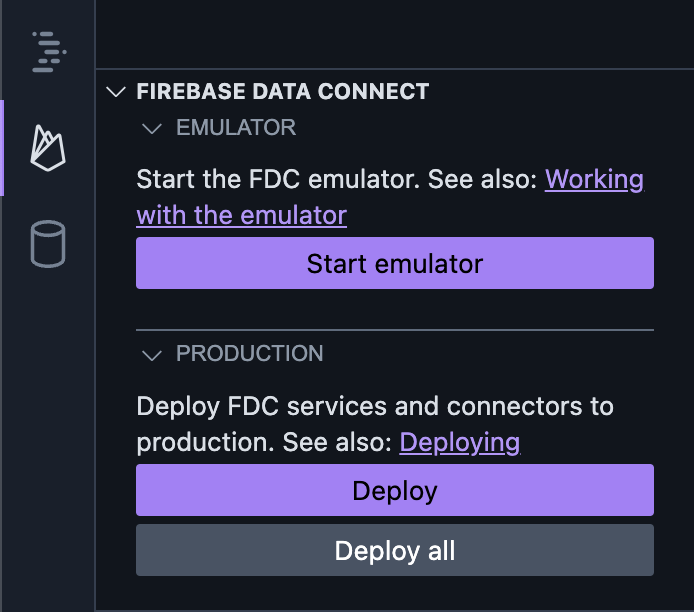 FIREBASE DATA CONNECT
EMULATOR
Start the FDC emulator. See also: Working
with the emulator
Start emulator
PRODUCTION
Deploy FDC services and connectors to
production. See also: Deploying
Deploy
Deploy all